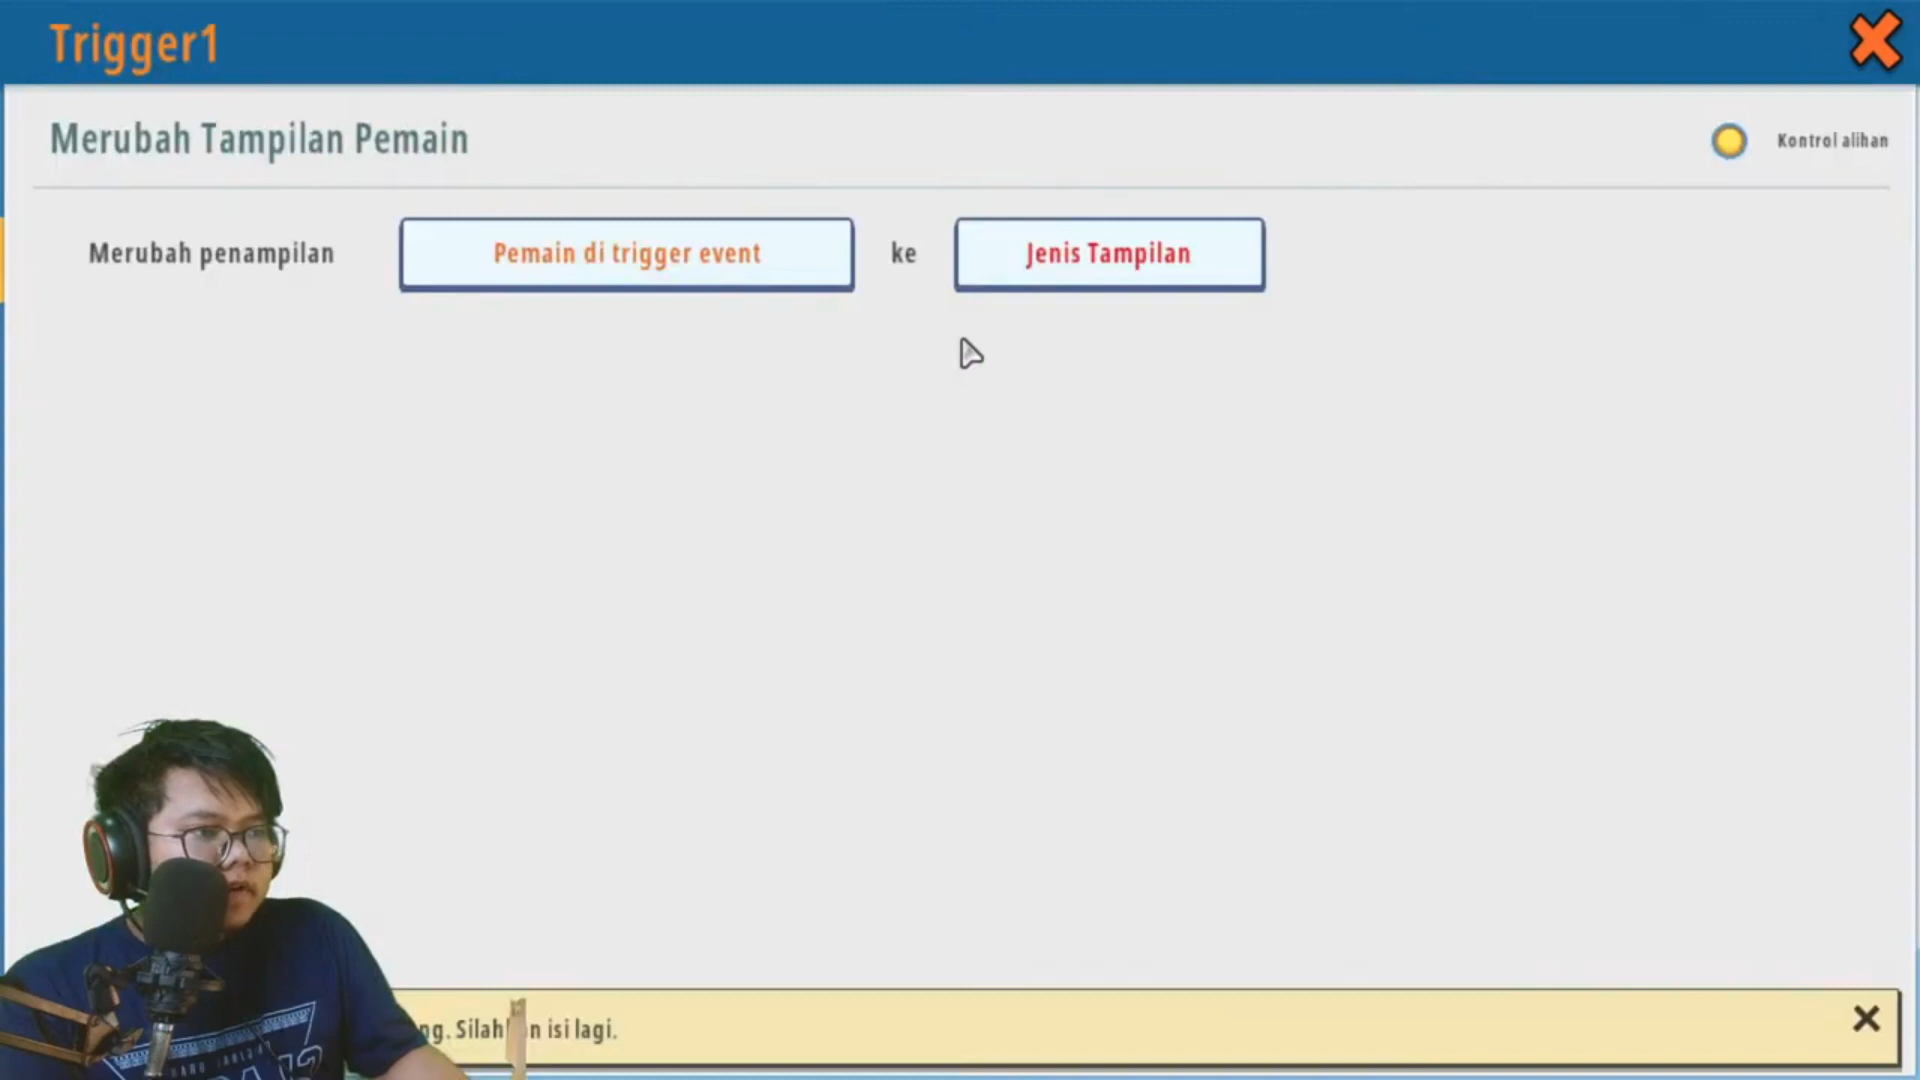 Trigger1
Merubah Tampilan Pemain
Kontrol alihan
Merubah penampilan Pemain di trigger event ke Jenis Tampilan
isi lagi.